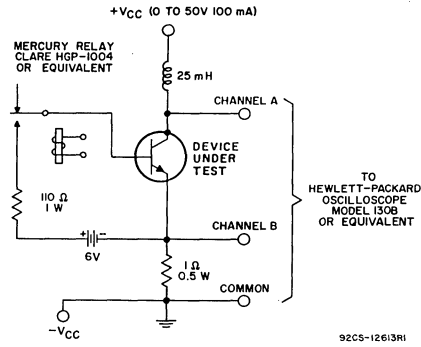 +VCC (0 TO 50V 100 mA)
MERCURY RELAY
CLARE HGP-1004
OR EQUIVALENT
25 mH
CHANNEL A
DEVICE
UNDER
TEST
TO
HEWLETT-PACKARD
OSCILLOSCOPE
MODEL 130B
OR EQUIVALENT
110 Ω
1 W
CHANNEL B
+ -
6V
1 Ω
0.5 W
COMMON
-VCC
92CS-12613R1